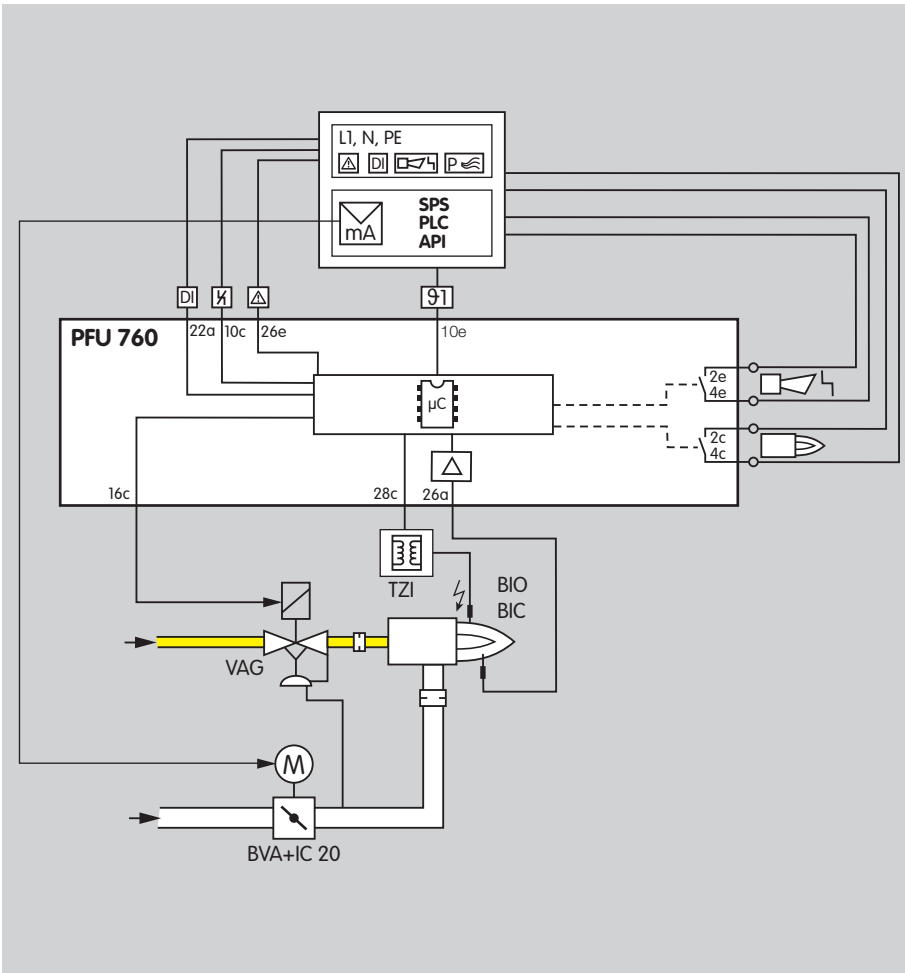 L1, N, PE
DI
P
mA
SPS
PLC
API
DI
ϑ1
PFU 760
22a
10c
26e
10e
µC
2e
4e
2c
4c
16c
28c
26a
TZI
BIO
BIC
VAG
M
BVA+IC 20